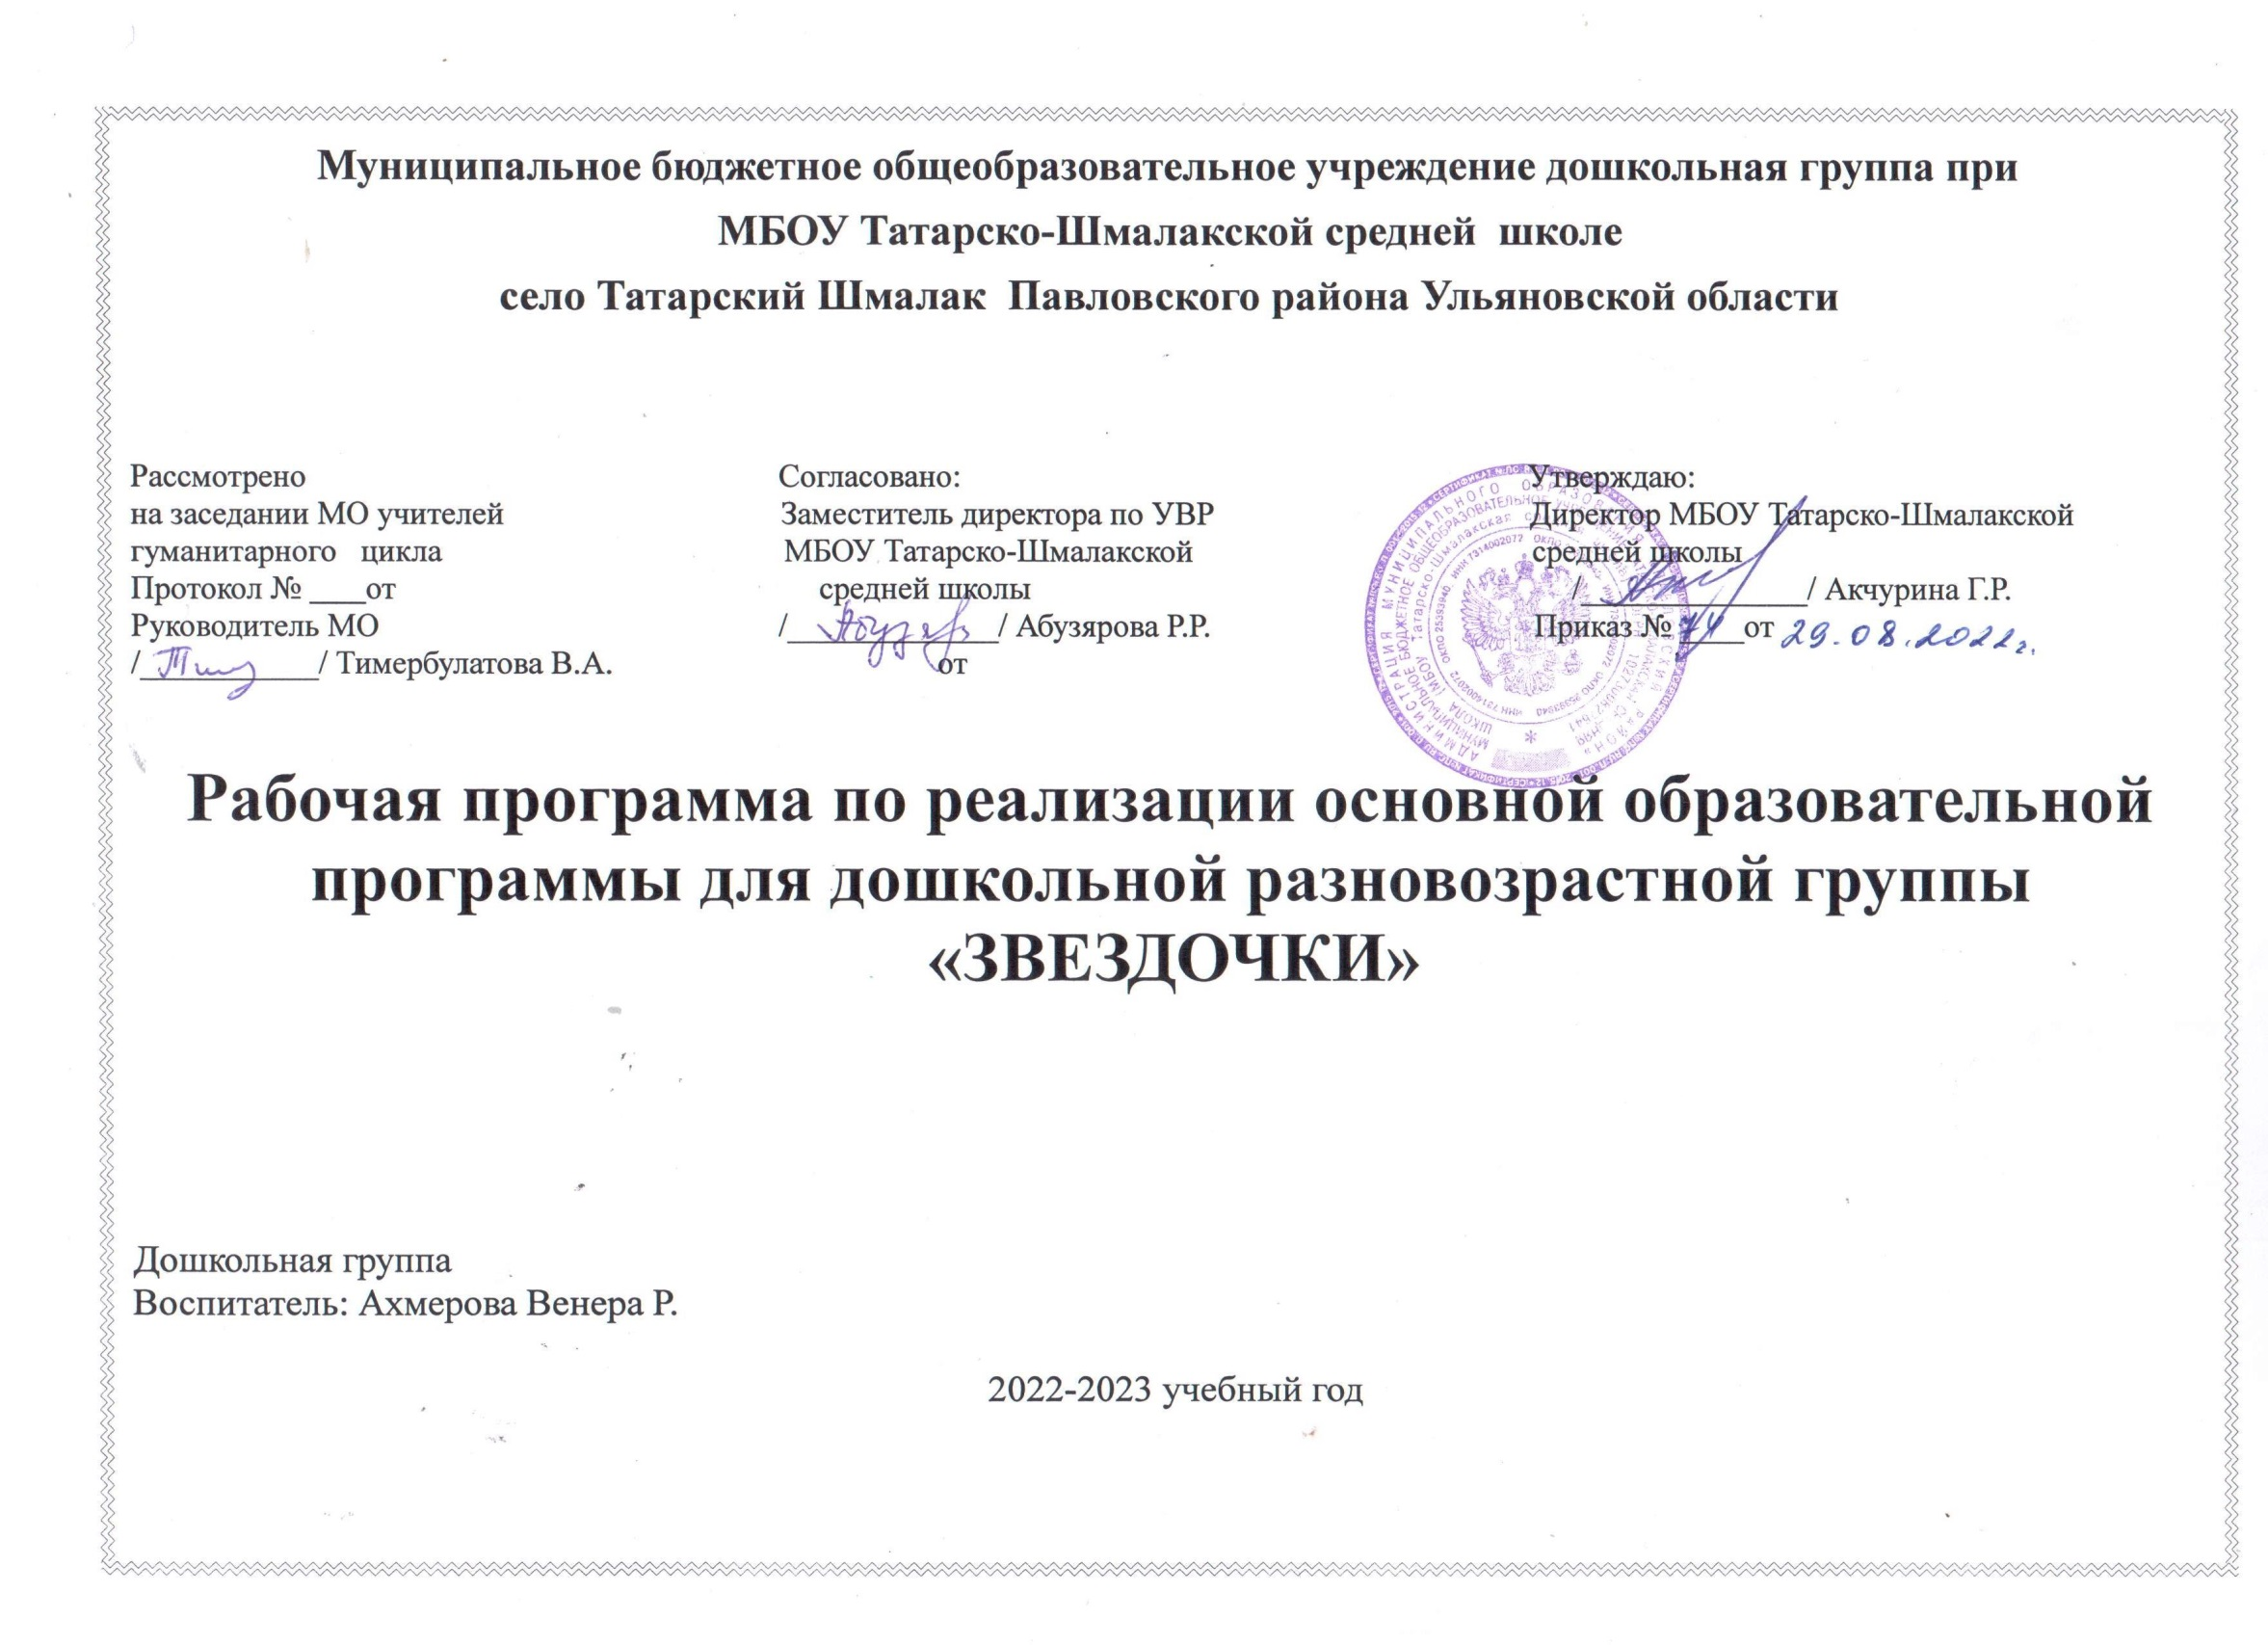 Муниципальное бюджетное общеобразовательное учреждение дошкольная группа при
МБОУ Татарско-Шмалакской средней школе
село Татарский Шмалак Павловского района Ульяновской области
Рассмотрено
на заседании МО учителей
гуманитарного цикла
Протокол № ____от
Руководитель МО
/_____________/ Тимербулатова В.А.
Согласовано:
Заместитель директора по УВР
МБОУ Татарско-Шмалакской
средней школы
/_______________/ Абузярова Р.Р.
от
Утверждаю:
Директор МБОУ Татарско-Шмалакской
средней школы
/________________/ Акчурина Г.Р.
Приказ № 74 от 29.08.2022г.
Рабочая программа по реализации основной образовательной
программы для дошкольной разновозрастной группы
«ЗВЕЗДОЧКИ»
Дошкольная группа
Воспитатель: Ахмерова Венера Р.
2022-2023 учебный год